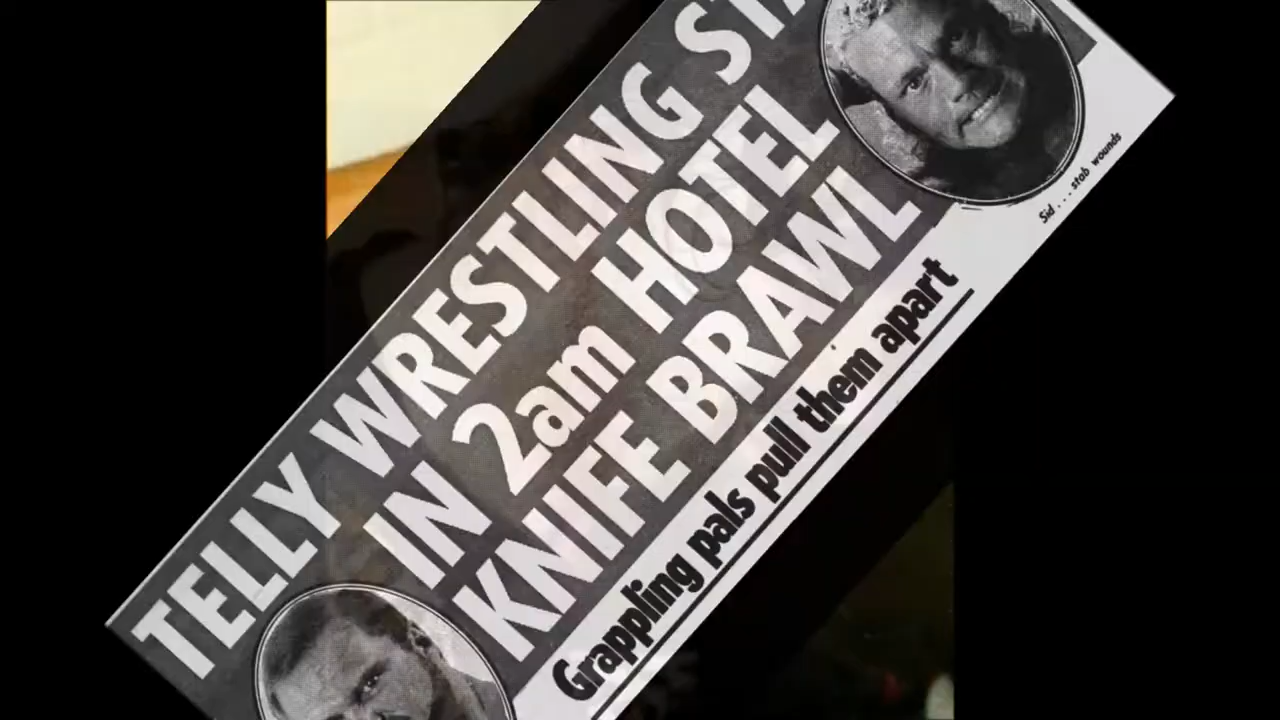 TELLY WRESTLING
IN 2am HOTEL
KNIFE BRAWL
Grappling pals pull them apart
Sid . . . stab wounds